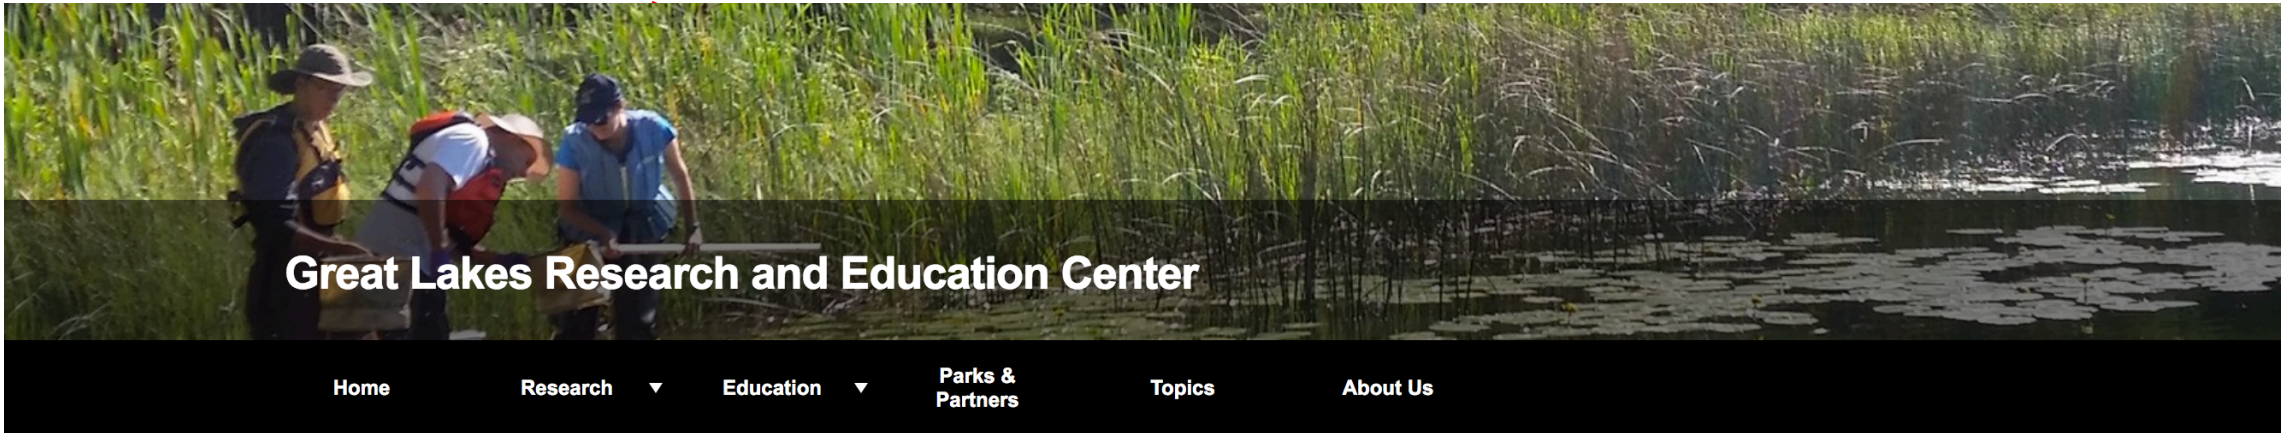 Great Lakes Research and Education Center
Home
Research
Education
Parks &
Partners
Topics
About Us